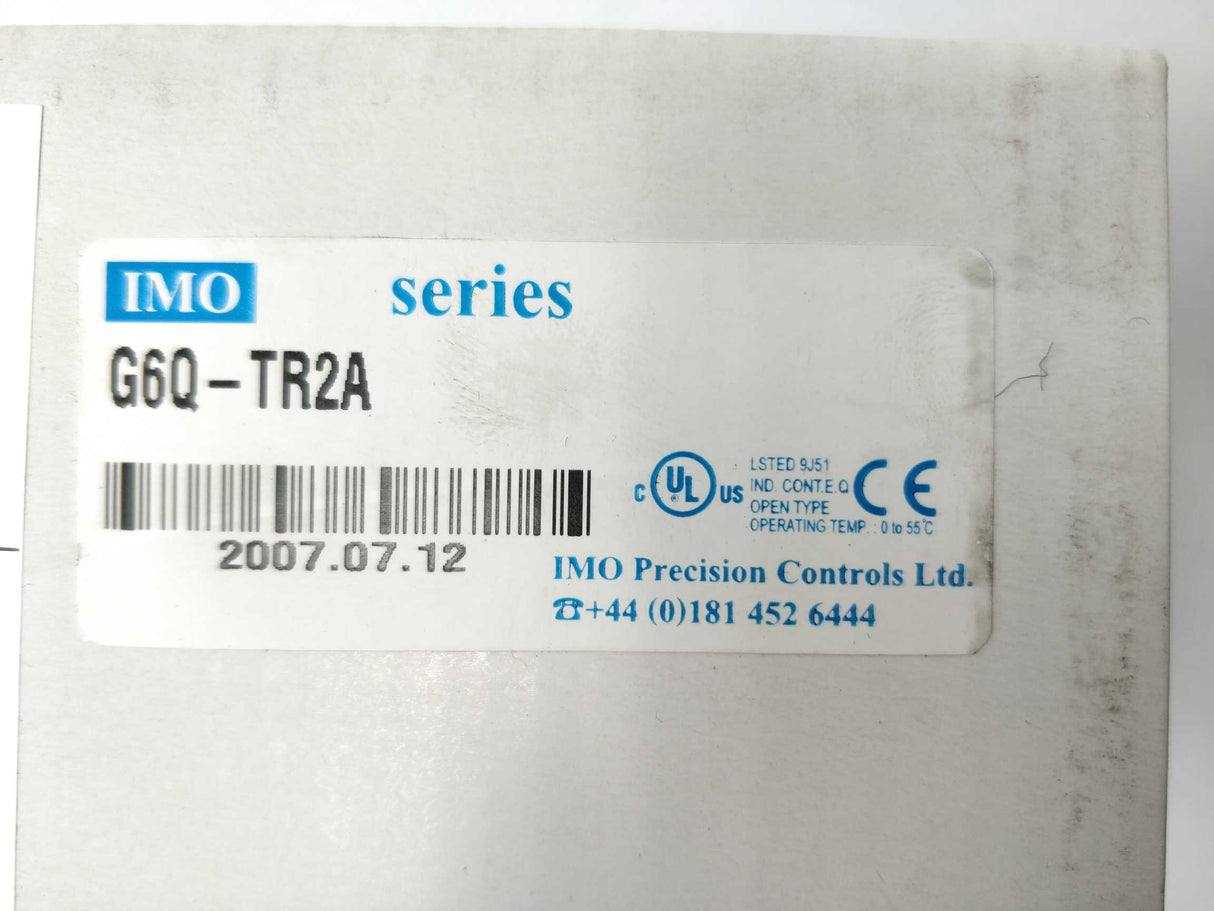 IMO series
G6Q-TR2A
2007.07.12
C UL US
LSTED 9J51
IND. CONT.E.Q
OPEN TYPE
OPERATING TEMP. : 0 to 55℃
CE
IMO Precision Controls Ltd.
☎+44 (0)181 452 6444